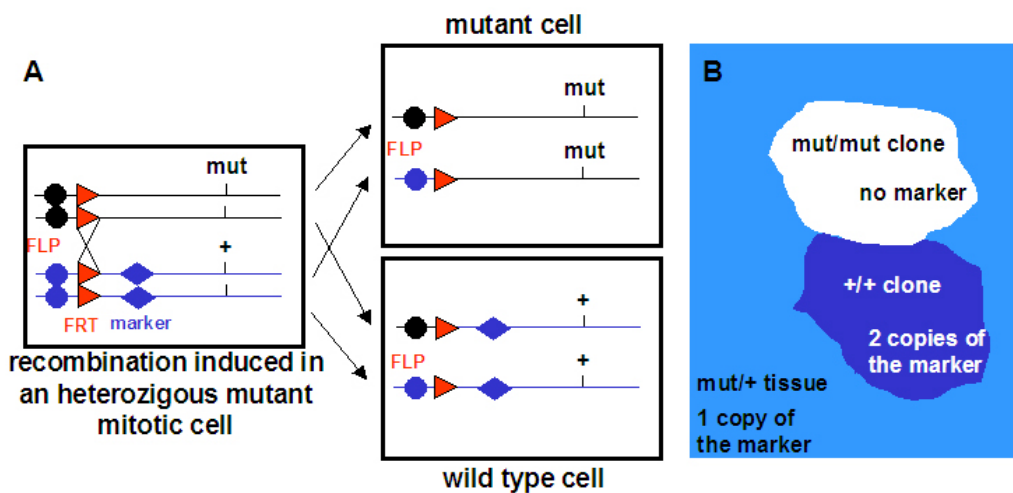 A
mut
FLP
+
FRT
marker
recombination induced in
an heterozigous mutant
mitotic cell
mutant cell
mut
FLP
mut
+
FLP
+
wild type cell
B
mut/mut clone
no marker
+/+ clone
2 copies of
the marker
mut/+ tissue
1 copy of
the marker